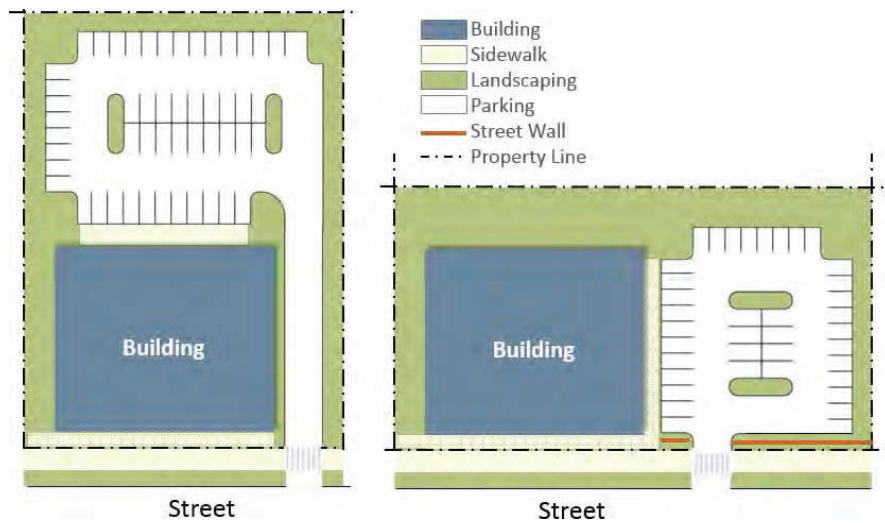 Building
Sidewalk
Landscaping
Parking
Street Wall
Property Line
Building
Building
Street
Street